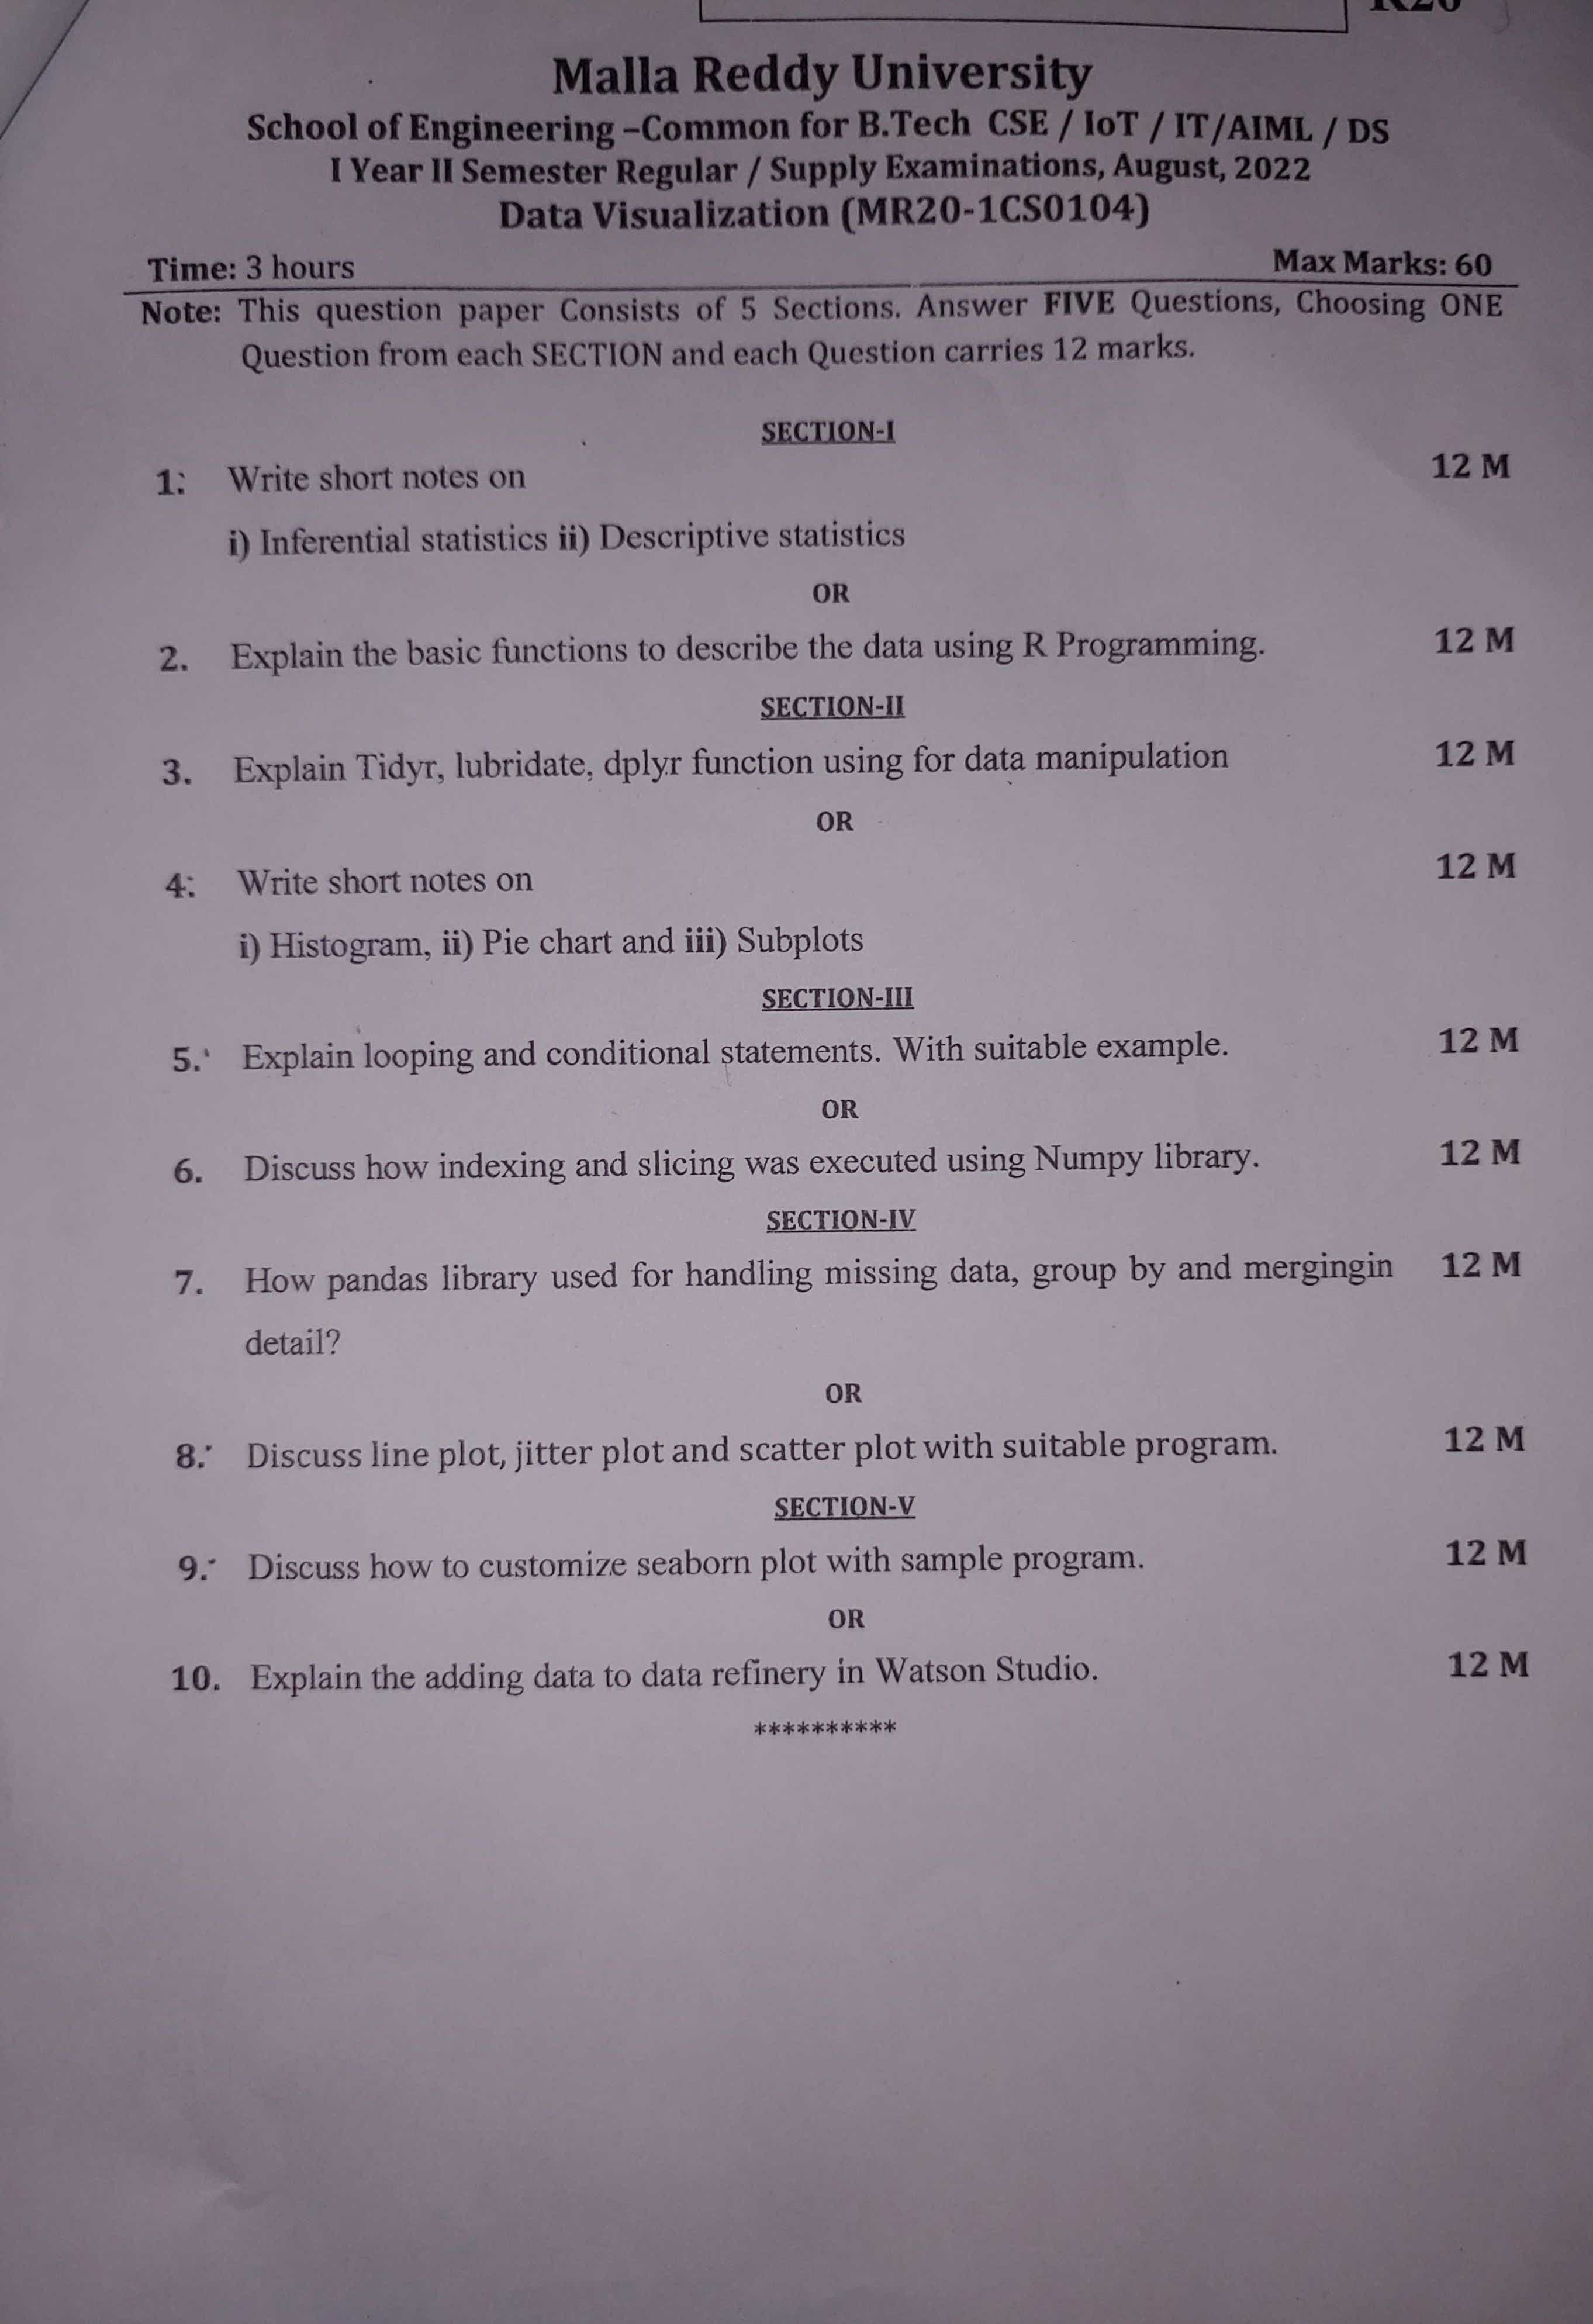 Malla Reddy University
School of Engineering –Common for B.Tech CSE / IoT / IT/AIML / DS
I Year II Semester Regular / Supply Examinations, August, 2022
Data Visualization (MR20-1CS0104)
Time: 3 hours Max Marks: 60
Note: This question paper Consists of 5 Sections. Answer FIVE Questions, Choosing ONE
Question from each SECTION and each Question carries 12 marks.
SECTION-I
1: Write short notes on 12 M
i) Inferential statistics ii) Descriptive statistics
OR
2. Explain the basic functions to describe the data using R Programming. 12 M
SECTION-II
3. Explain Tidyr, lubridate, dplyr function using for data manipulation 12 M
OR
4: Write short notes on 12 M
i) Histogram, ii) Pie chart and iii) Subplots
SECTION-III
5. Explain looping and conditional statements. With suitable example. 12 M
OR
6. Discuss how indexing and slicing was executed using Numpy library. 12 M
SECTION-IV
7. How pandas library used for handling missing data, group by and mergingin 12 M
detail?
OR
8. Discuss line plot, jitter plot and scatter plot with suitable program. 12 M
SECTION-V
9. Discuss how to customize seaborn plot with sample program. 12 M
OR
10. Explain the adding data to data refinery in Watson Studio. 12 M
**********